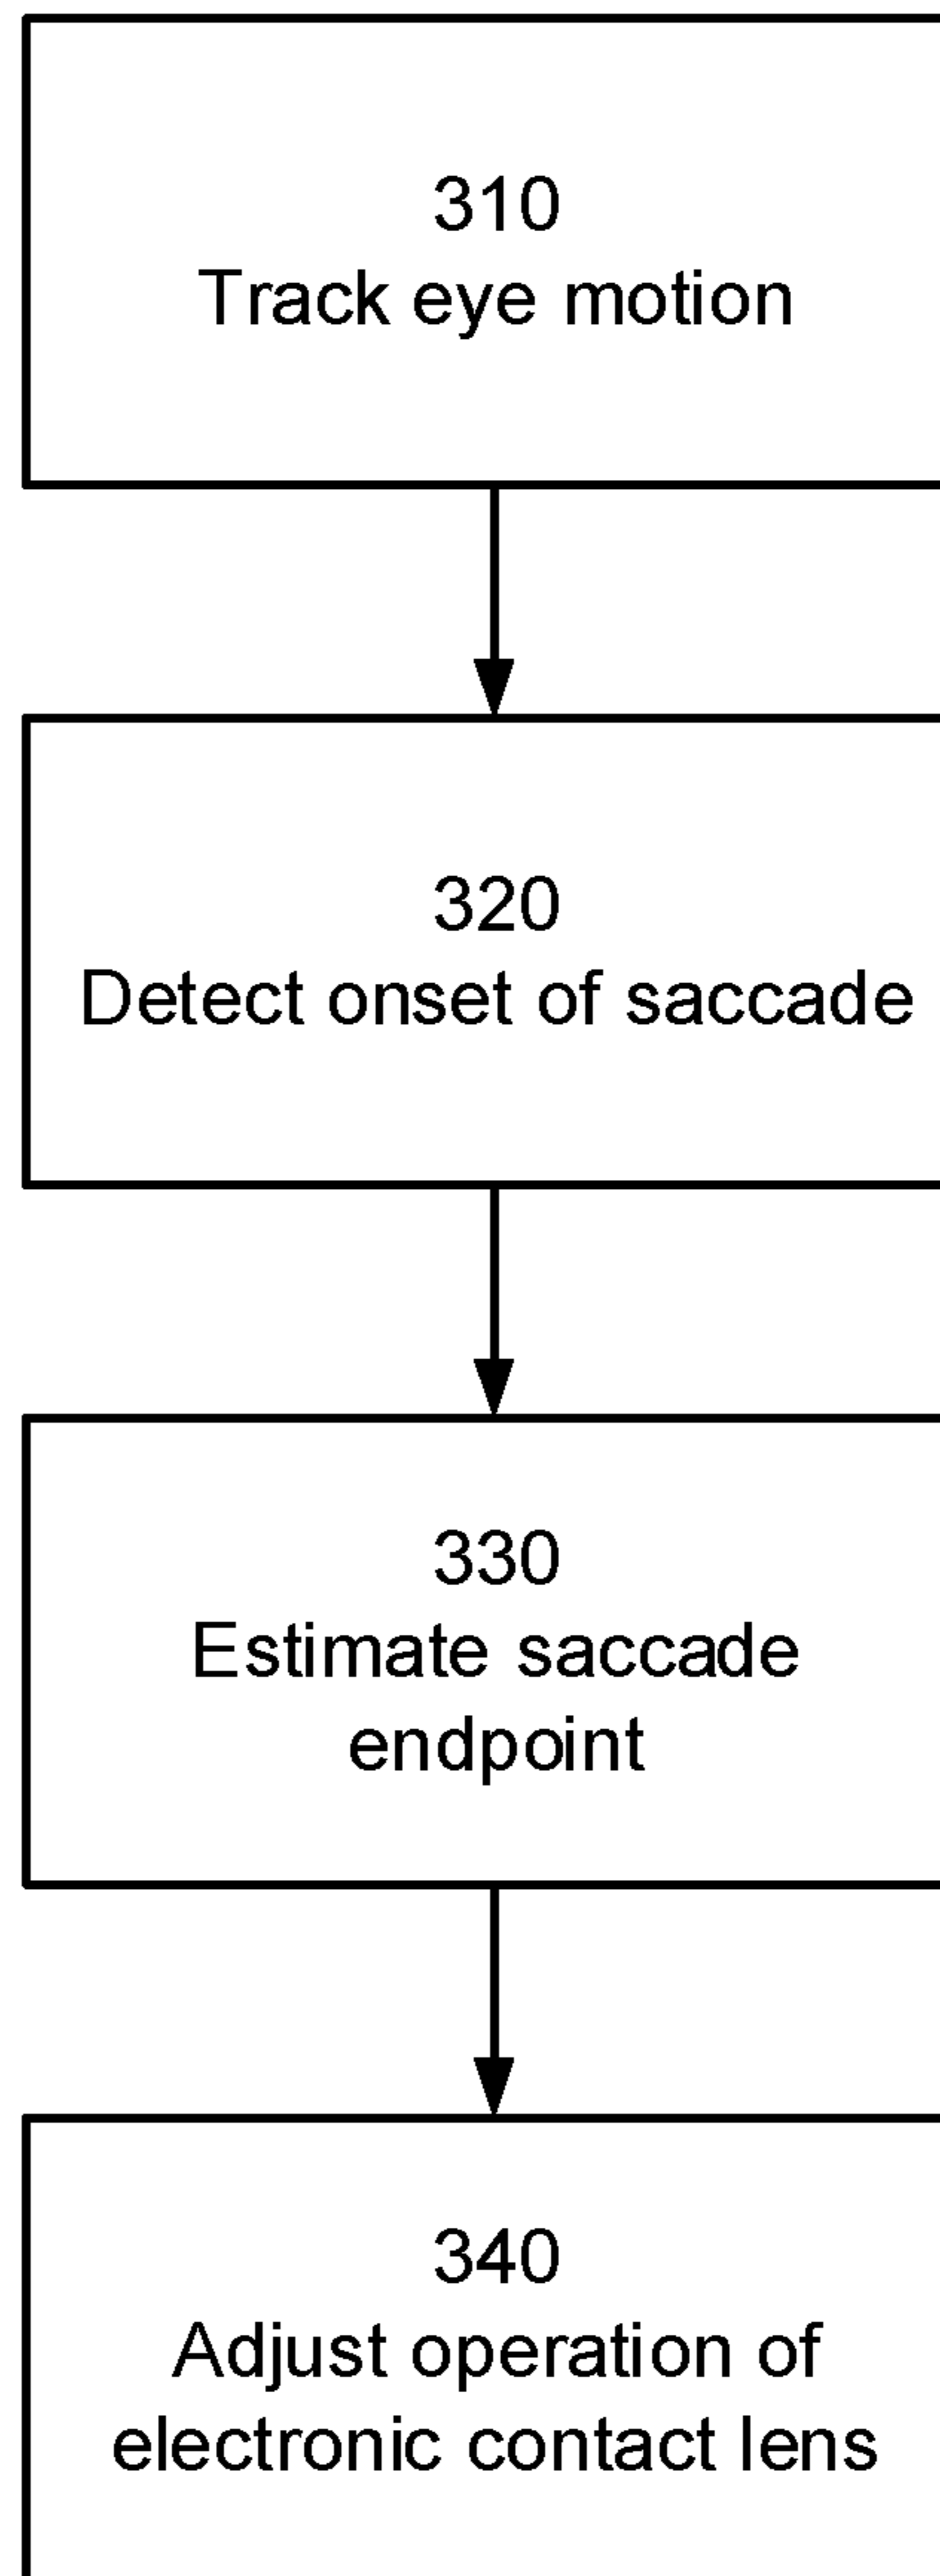 310
Track eye motion
320
Detect onset of saccade
330
Estimate saccade
endpoint
340
Adjust operation of
electronic contact lens